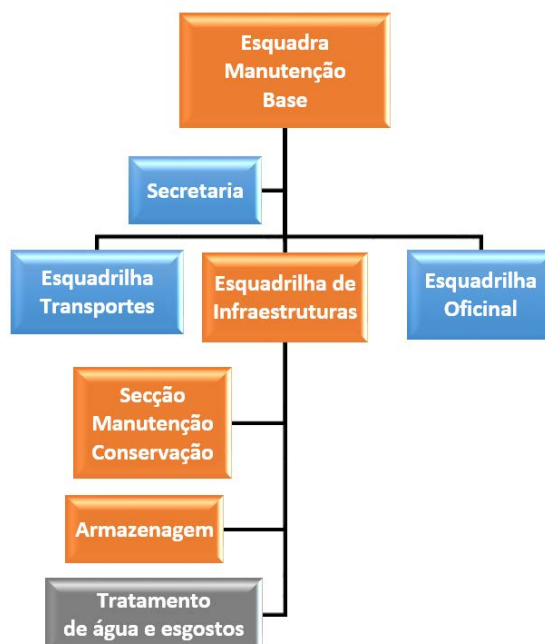 Esquadra
Manutenção
Base
Secretaria
Esquadrilha
Transportes
Esquadrilha de
Infraestruturas
Esquadrilha
Oficinal
Secção
Manutenção
Conservação
Armazenagem
Tratamento
de água e esgostos